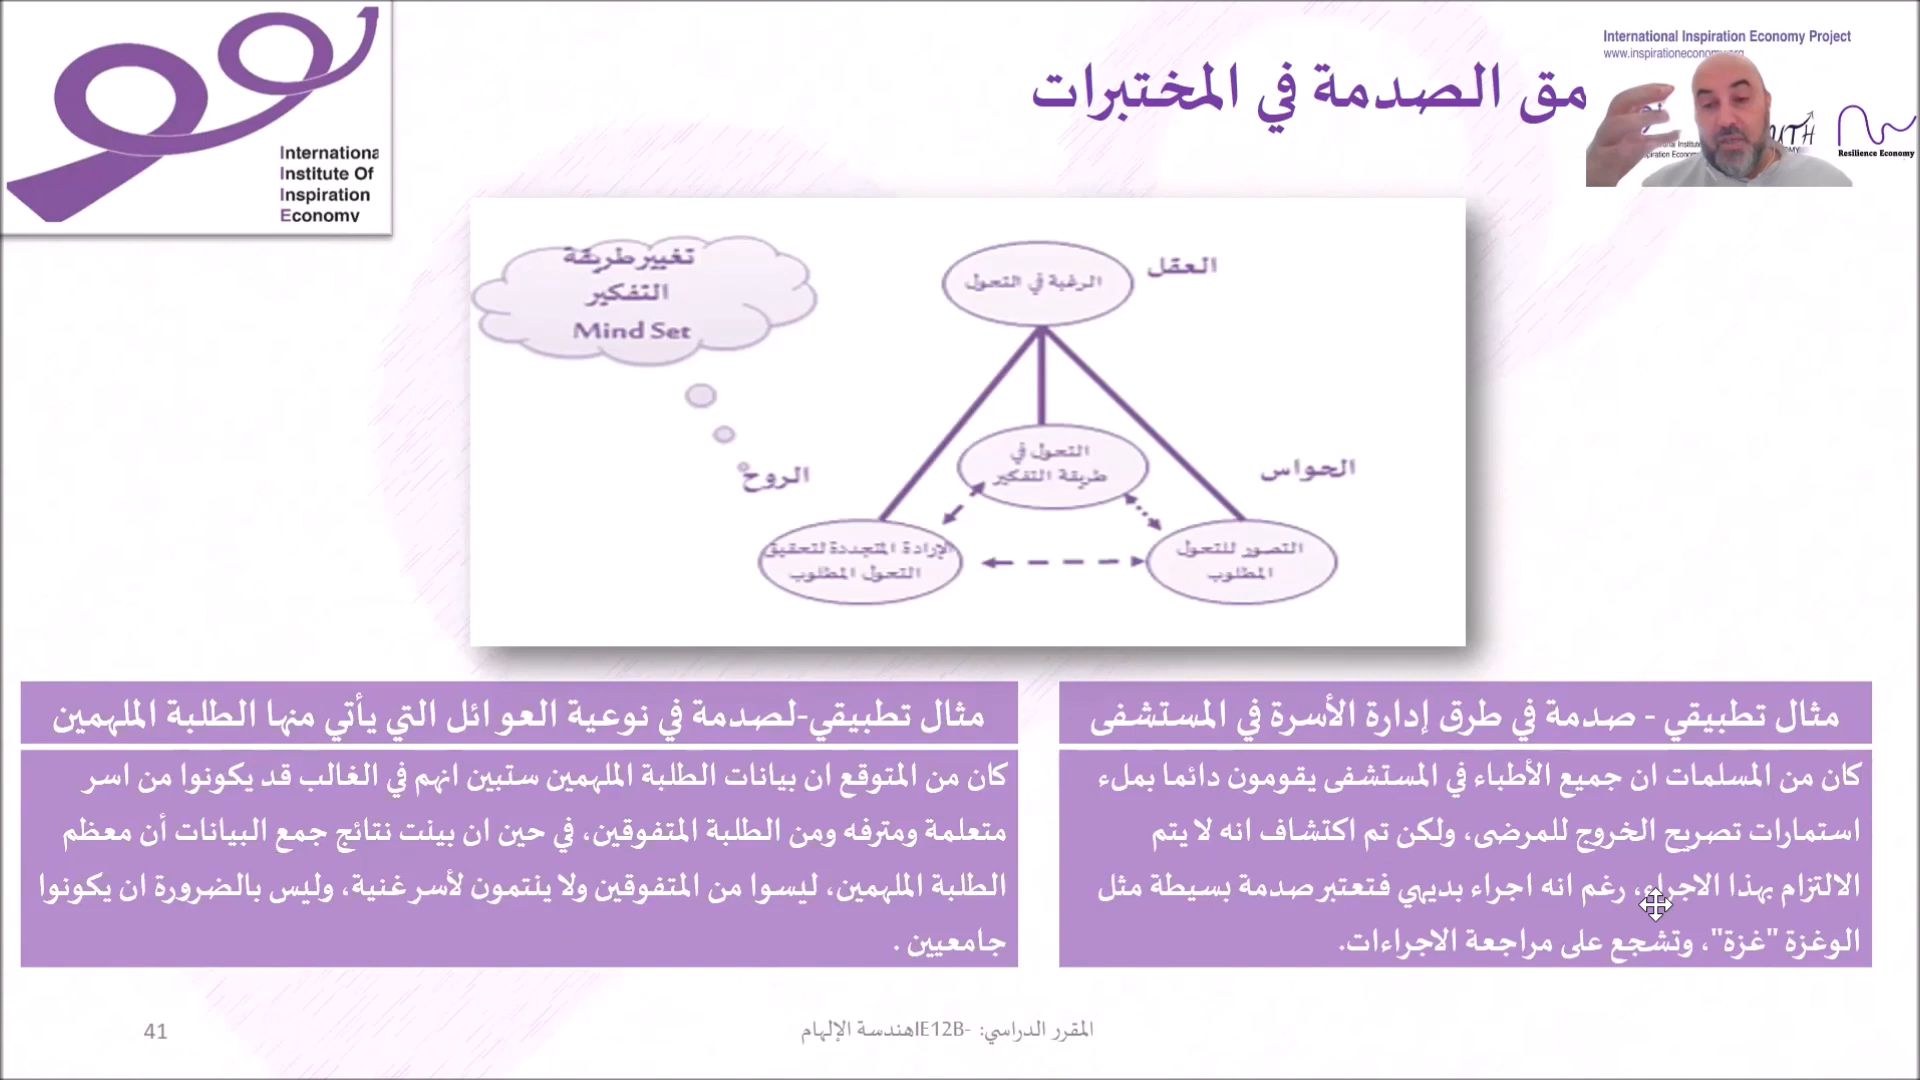 International
Institute Of
Inspiration
Economy
International Inspiration Economy Project
www.inspirationeconomy.org
مق الصدمة في المختبرات
Resilience Economy
تغيير طريقة
التفكير
Mind Set
الرغبة في التحول
العقل
التحول في
طريقة التفكير
الحواس
الروح
الإرادة المتجددة لتحقيق
التحول المطلوب
التصور للتحول
المطلوب
مثال تطبيقي - صدمة في طرق إدارة الأسرة في المستشفى
كان من المسلمات ان جميع الأطباء في المستشفى يقومون دائما بملء
استمارات تصريح الخروج للمرضى، ولكن تم اكتشاف انه لا يتم
الالتزام بهذا الاجراء، رغم انه اجراء بديهي فتعتبر صدمة بسيطة مثل
الوغزة "غزة"، وتشجع على مراجعة الاجراءات.
مثال تطبيقي-لصدمة في نوعية العوائل التي يأتي منها الطلبة الملهمين
كان من المتوقع ان بيانات الطلبة الملهمين ستبين انهم في الغالب قد يكونوا من اسر
متعلمة ومترفه ومن الطلبة المتفوقين، في حين ان بينت نتائج جمع البيانات أن معظم
الطلبة الملهمين، ليسوا من المتفوقين ولا ينتمون لأسر غنية، وليس بالضرورة ان يكونوا
جامعيين .
المقرر الدراسي: -IE12Bهندسة الإلهام
41